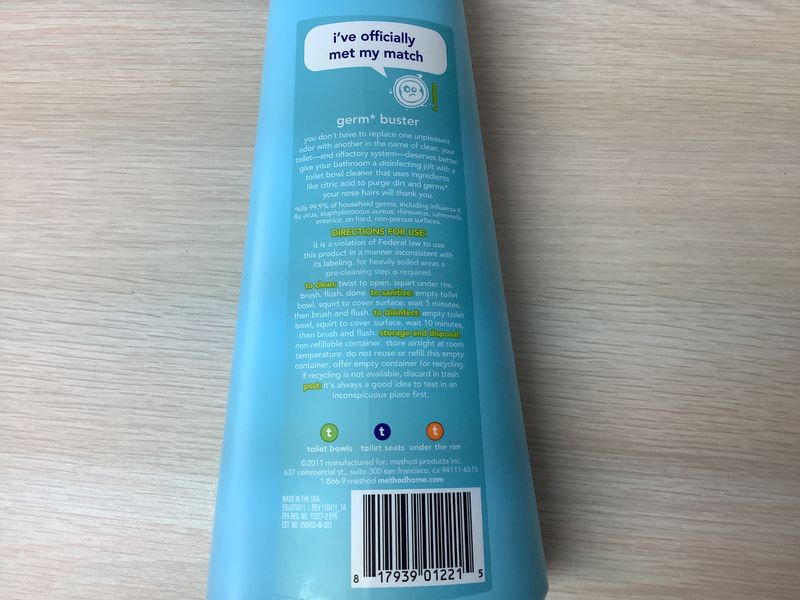 i've officially
met my match
germ* buster
you don't have to replace one unpleasant
odor with another in the name of clean. your
toilet—and olfactory system—deserves better.
give your bathroom a disinfecting jolt with a
toilet bowl cleaner that uses ingredients
like citric acid to purge dirt and germs*.
your nose hairs will thank you.
*kills 99.9% of household germs, including influenza A
flu virus, staphylococcus aureus, rhinovirus, salmonella
enterica, on hard, non-porous surfaces.
DIRECTIONS FOR USE:
it is a violation of Federal law to use
this product in a manner inconsistent with
its labeling. for heavily soiled areas a
pre-cleaning step is required.
to clean: twist to open. squirt under rim.
brush. flush. done. to sanitize: empty toilet
bowl, squirt to cover surface. wait 5 minutes,
then brush and flush. to disinfect: empty toilet
bowl, squirt to cover surface. wait 10 minutes,
then brush and flush. storage and disposal:
non-refillable container. store airtight at room
temperature. do not reuse or refill this empty
container. offer empty container for recycling.
if recycling is not available, discard in trash.
psst: it's always a good idea to test in an
inconspicuous place first.
t t t
toilet bowls toilet seats under the rim
©2011 manufactured for: method products inc.
637 commercial st., suite 300 san francisco, ca 94111-6515
1-866-9-method methodhome.com
MADE IN THE USA
EPA REG. NO. 75277-2 EPA
8 17939 01221 5